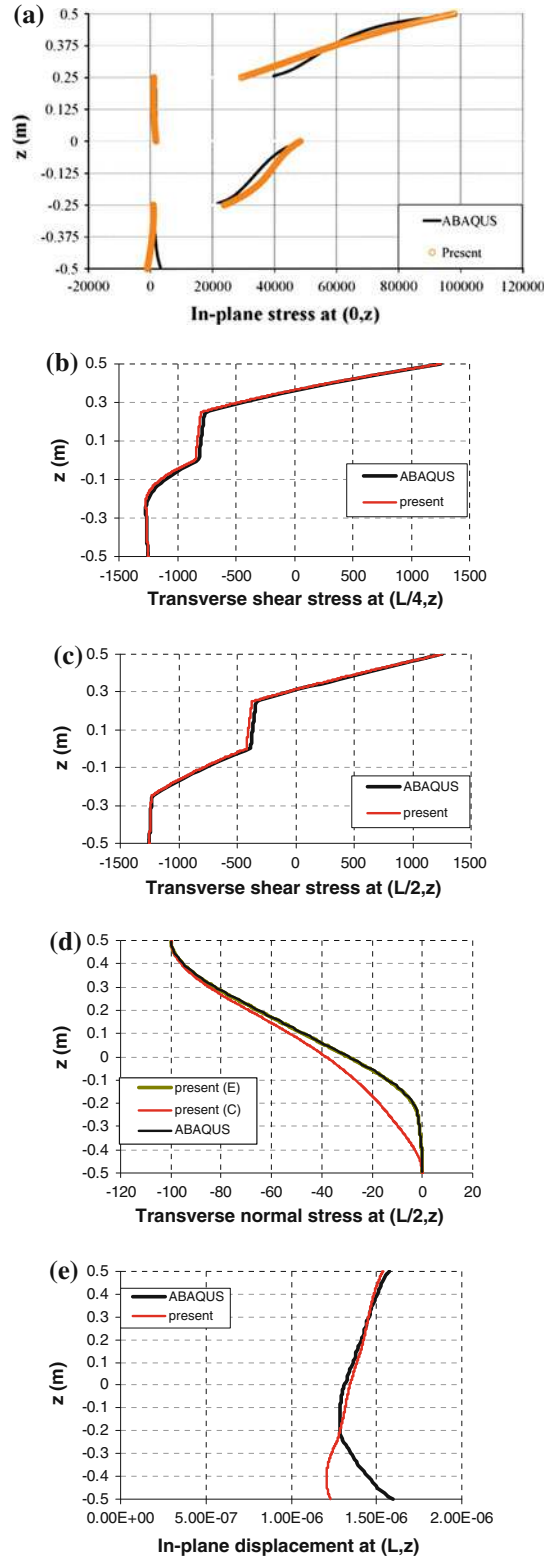 (a)
0.5
0.375
0.25
0.125
0
-0.125
-0.25
-0.375
-0.5
z (m)
ABAQUS
Present
-20000 0 20000 40000 60000 80000 100000 120000
In-plane stress at (0,z)
(b)
0.5
0.3
0.1
-0.1
-0.3
-0.5
z (m)
ABAQUS
present
-1500 -1000 -500 0 500 1000 1500
Transverse shear stress at (L/4,z)
(c)
0.5
0.3
0.1
-0.1
-0.3
-0.5
z (m)
ABAQUS
present
-1500 -1000 -500 0 500 1000 1500
Transverse shear stress at (L/2,z)
(d)
0.5
0.4
0.3
0.2
0.1
0
-0.1
-0.2
-0.3
-0.4
-0.5
z (m)
present (E)
present (C)
ABAQUS
-120 -100 -80 -60 -40 -20 0 20
Transverse normal stress at (L/2,z)
(e)
0.5
0.4
0.3
0.2
0.1
0
-0.1
-0.2
-0.3
-0.4
-0.5
z (m)
ABAQUS
present
0.00E+00 5.00E-07 1.00E-06 1.50E-06 2.00E-06
In-plane displacement at (L,z)